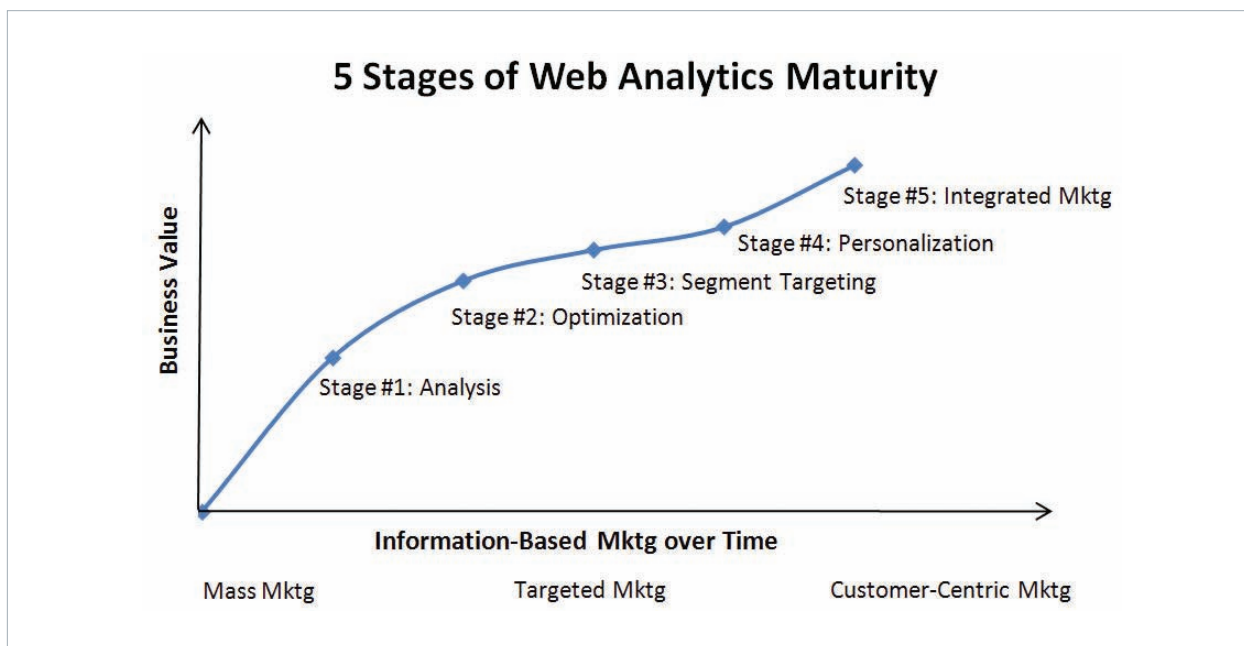 5 Stages of Web Analytics Maturity
Business Value
Stage #5: Integrated Mktg
Stage #4: Personalization
Stage #3: Segment Targeting
Stage #2: Optimization
Stage #1: Analysis
Information-Based Mktg over Time
Mass Mktg
Targeted Mktg
Customer-Centric Mktg